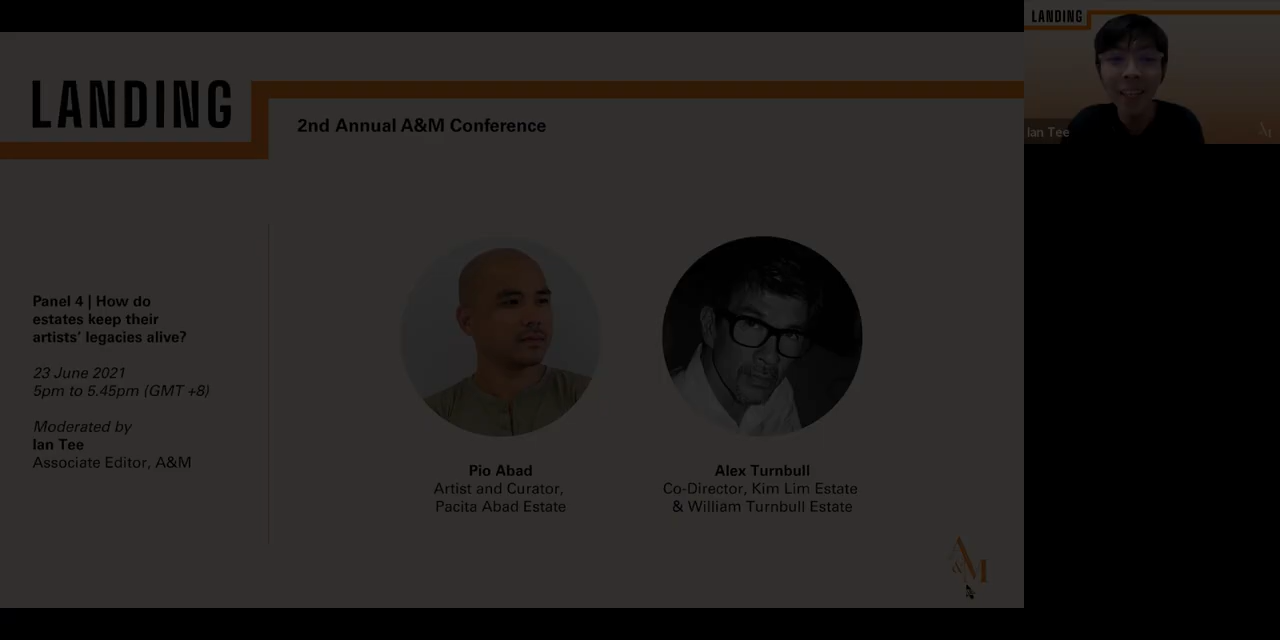 LANDING
2nd Annual A&M Conference
Panel 4 | How do
estates keep their
artists' legacies alive?
23 June 2021
5pm to 5.45pm (GMT +8)
Moderated by
Ian Tee
Associate Editor, A&M
Pio Abad
Artist and Curator,
Pacita Abad Estate
Alex Turnbull
Co-Director, Kim Lim Estate
& William Turnbull Estate
A&M
LANDING
Ian Tee